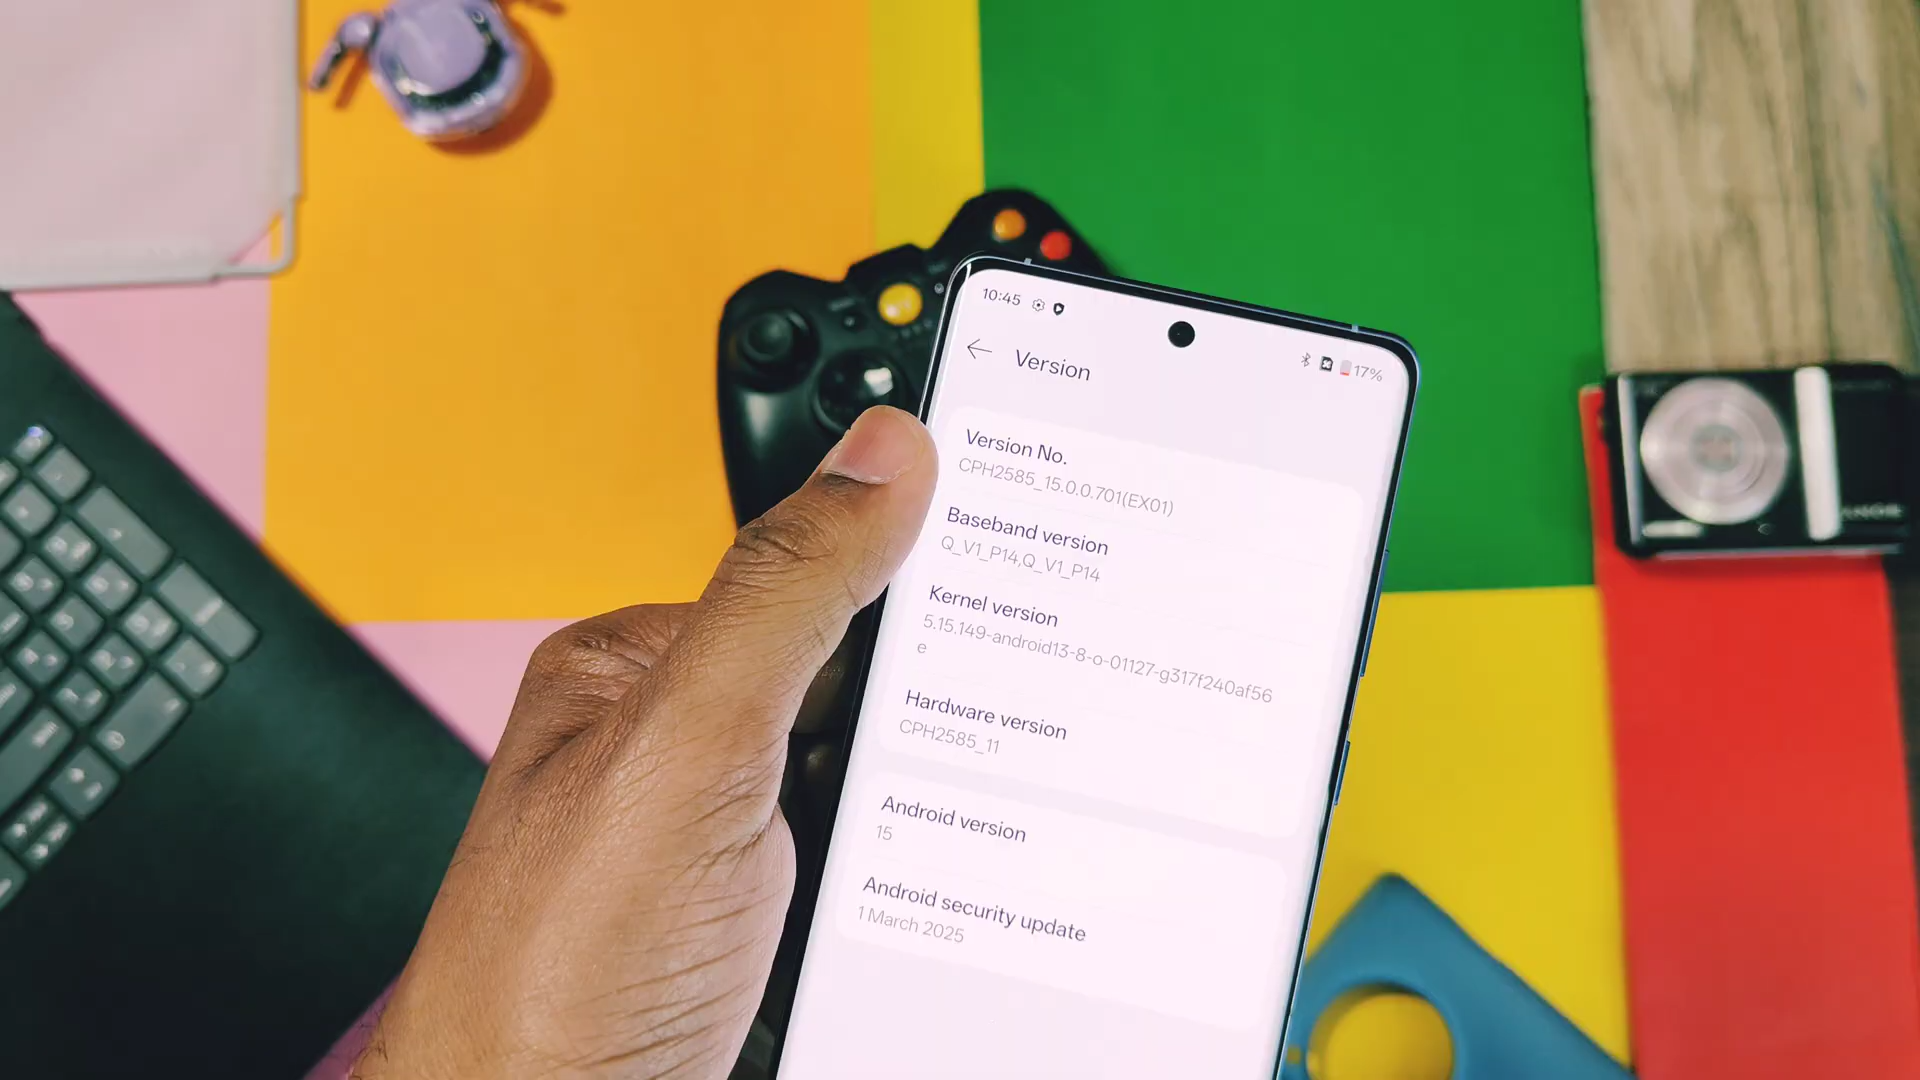 10:45
17%
Version
Version No.
CPH2585_15.0.0.701(EX01)
Baseband version
Q_V1_P14,Q_V1_P14
Kernel version
5.15.149-android13-8-o-01127-g317f240af56
e
Hardware version
CPH2585_11
Android version
15
Android security update
1 March 2025